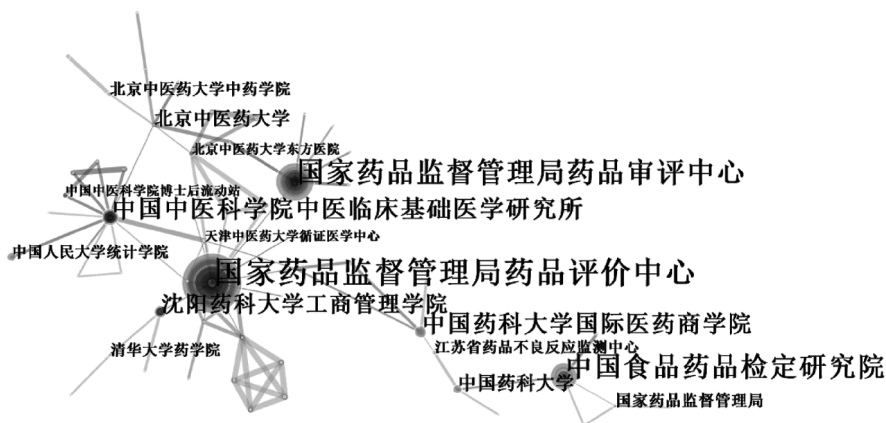 北京中医药大学中药学院
北京中医药大学
北京中医药大学东方医院
国家药品监督管理局药品审评中心
中国中医科学院博士后流动站
中国中医科学院中医临床基础医学研究所
天津中医药大学循证医学中心
中国人民大学统计学院
国家药品监督管理局药品评价中心
沈阳药科大学工商管理学院
中国药科大学国际医药商学院
江苏省药品不良反应监测中心
清华大学药学院
中国食品药品检定研究院
中国药科大学
国家药品监督管理局